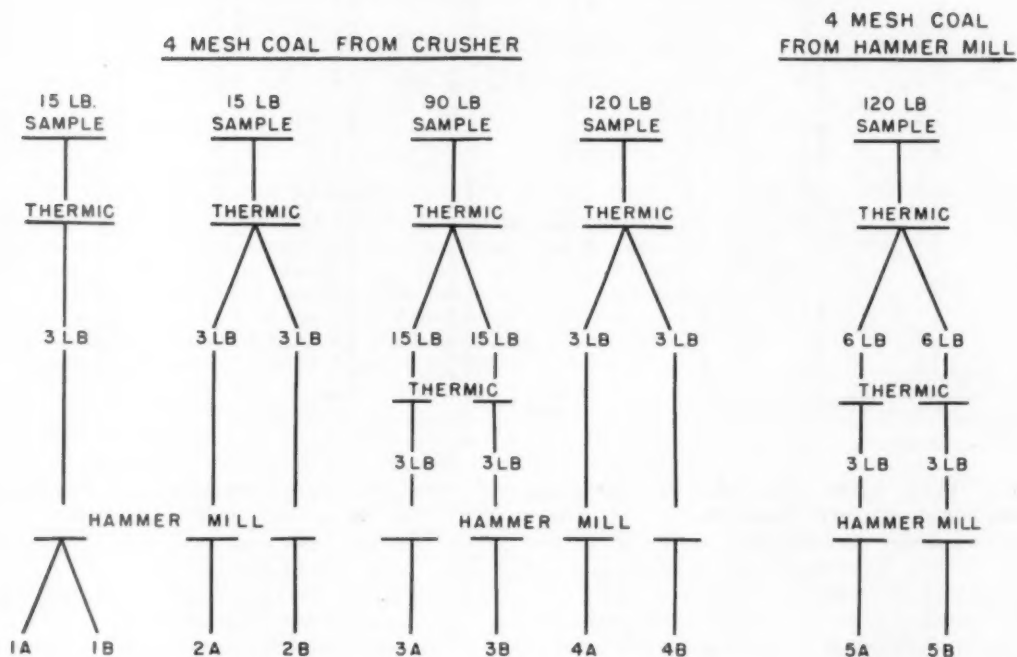 4 MESH COAL FROM CRUSHER
4 MESH COAL
FROM HAMMER MILL
15 LB. 15 LB 90 LB 120 LB 120 LB
SAMPLE SAMPLE SAMPLE SAMPLE SAMPLE
THERMIC THERMIC THERMIC THERMIC THERMIC
3 LB 3 LB 3 LB 15 LB 15 LB 3 LB 3 LB 6 LB 6 LB
THERMIC THERMIC
3 LB 3 LB 3 LB 3 LB
HAMMER MILL HAMMER MILL HAMMER MILL
1A 1B 2A 2B 3A 3B 4A 4B 5A 5B